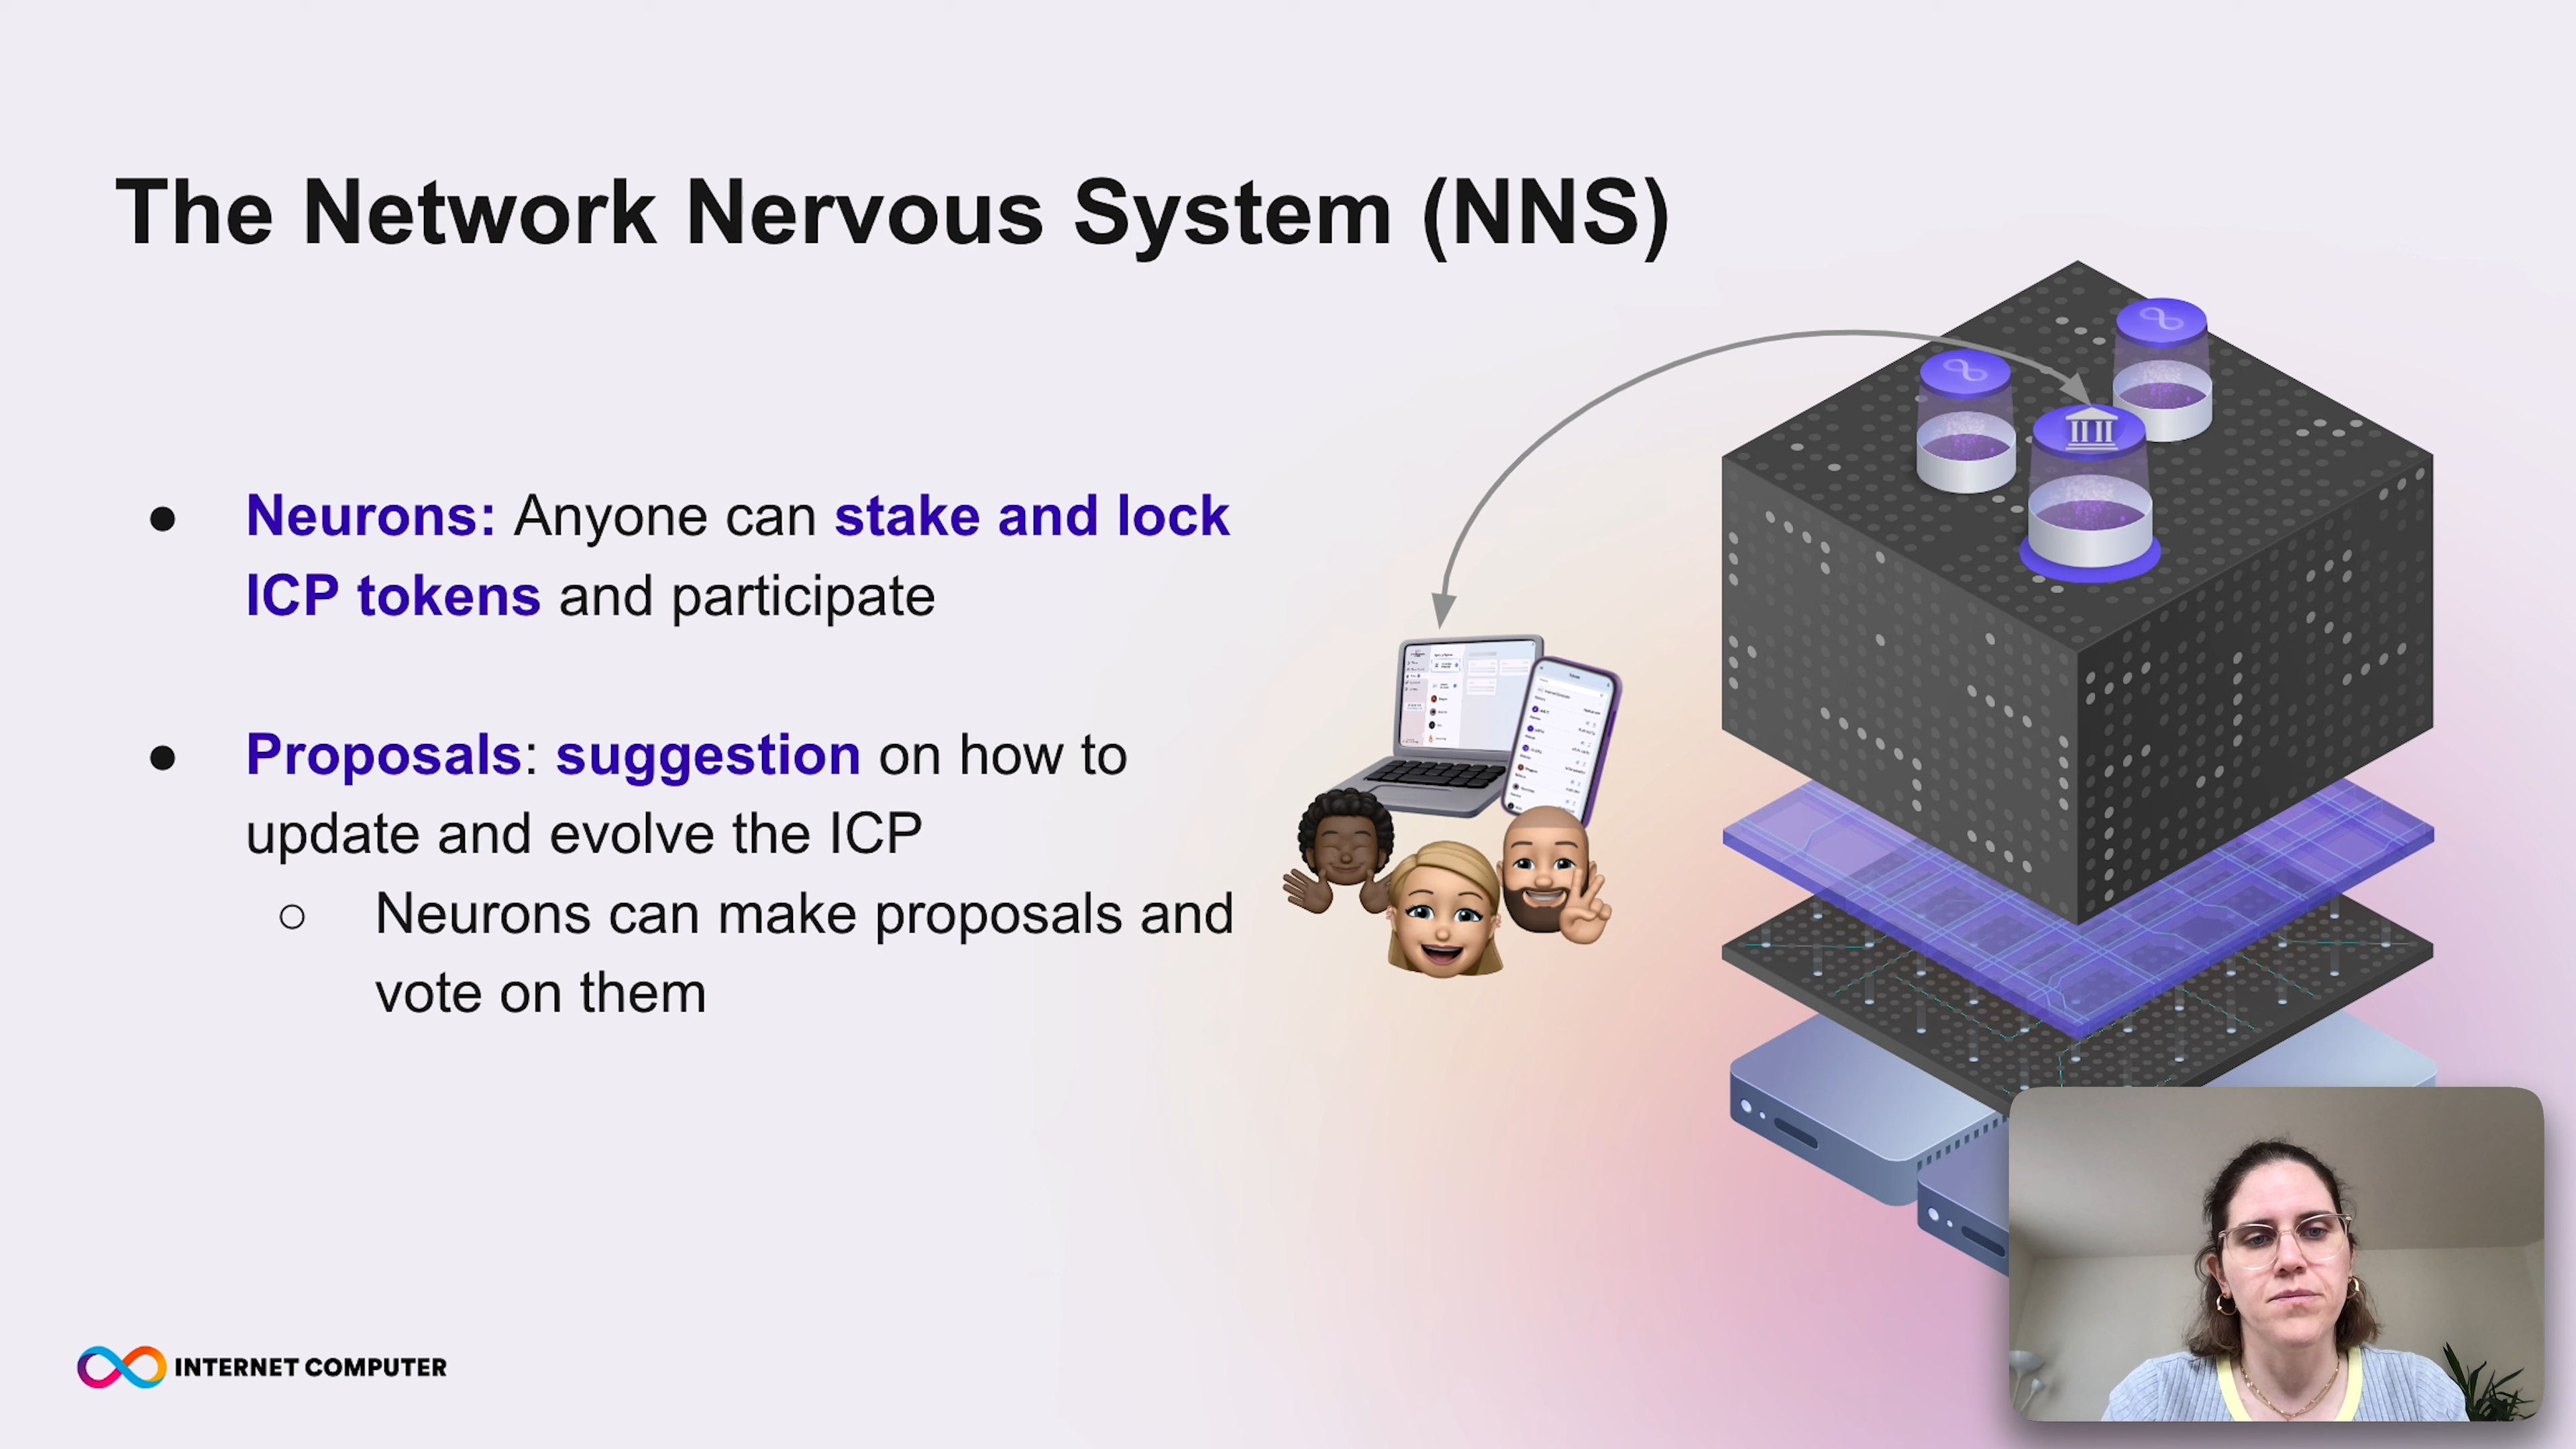 The Network Nervous System (NNS)
● Neurons: Anyone can stake and lock
ICP tokens and participate
● Proposals: suggestion on how to
update and evolve the ICP
○ Neurons can make proposals and
vote on them
INTERNET COMPUTER